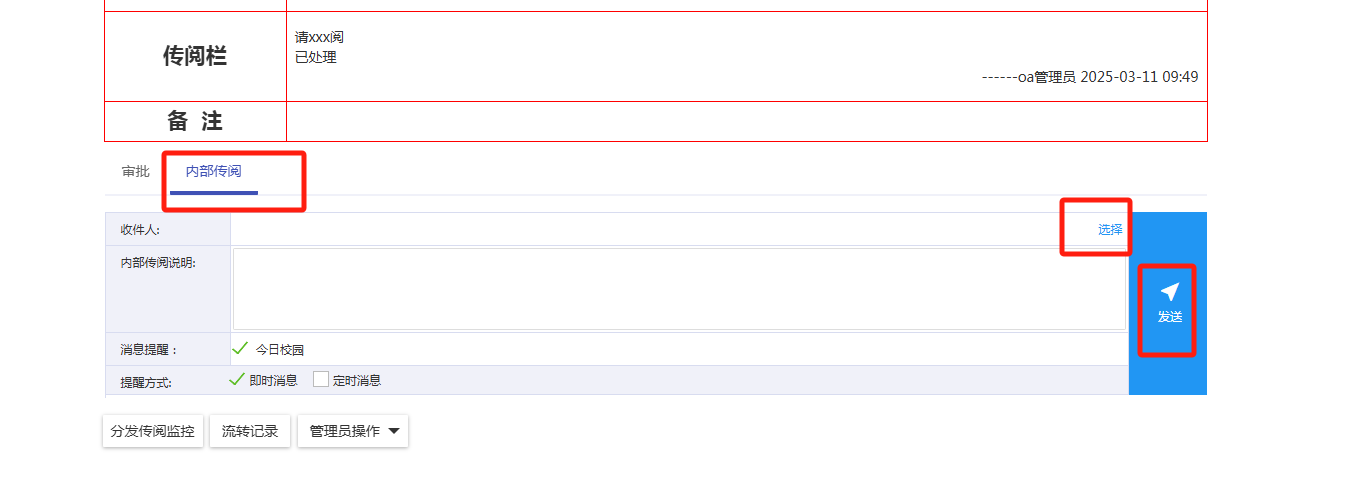 请xxx阅
传阅栏
已处理
------oa管理员 2025-03-11 09:49
备 注
审批 内部传阅
收件人: 选择
内部传阅说明:
发送
消息提醒： 今日校园
提醒方式: 即时消息 定时消息
分发传阅监控 流转记录 管理员操作